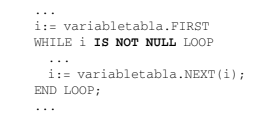 ...
i:= variabletabla.FIRST
WHILE i IS NOT NULL LOOP
...
i:= variabletabla.NEXT(i);
END LOOP;
...